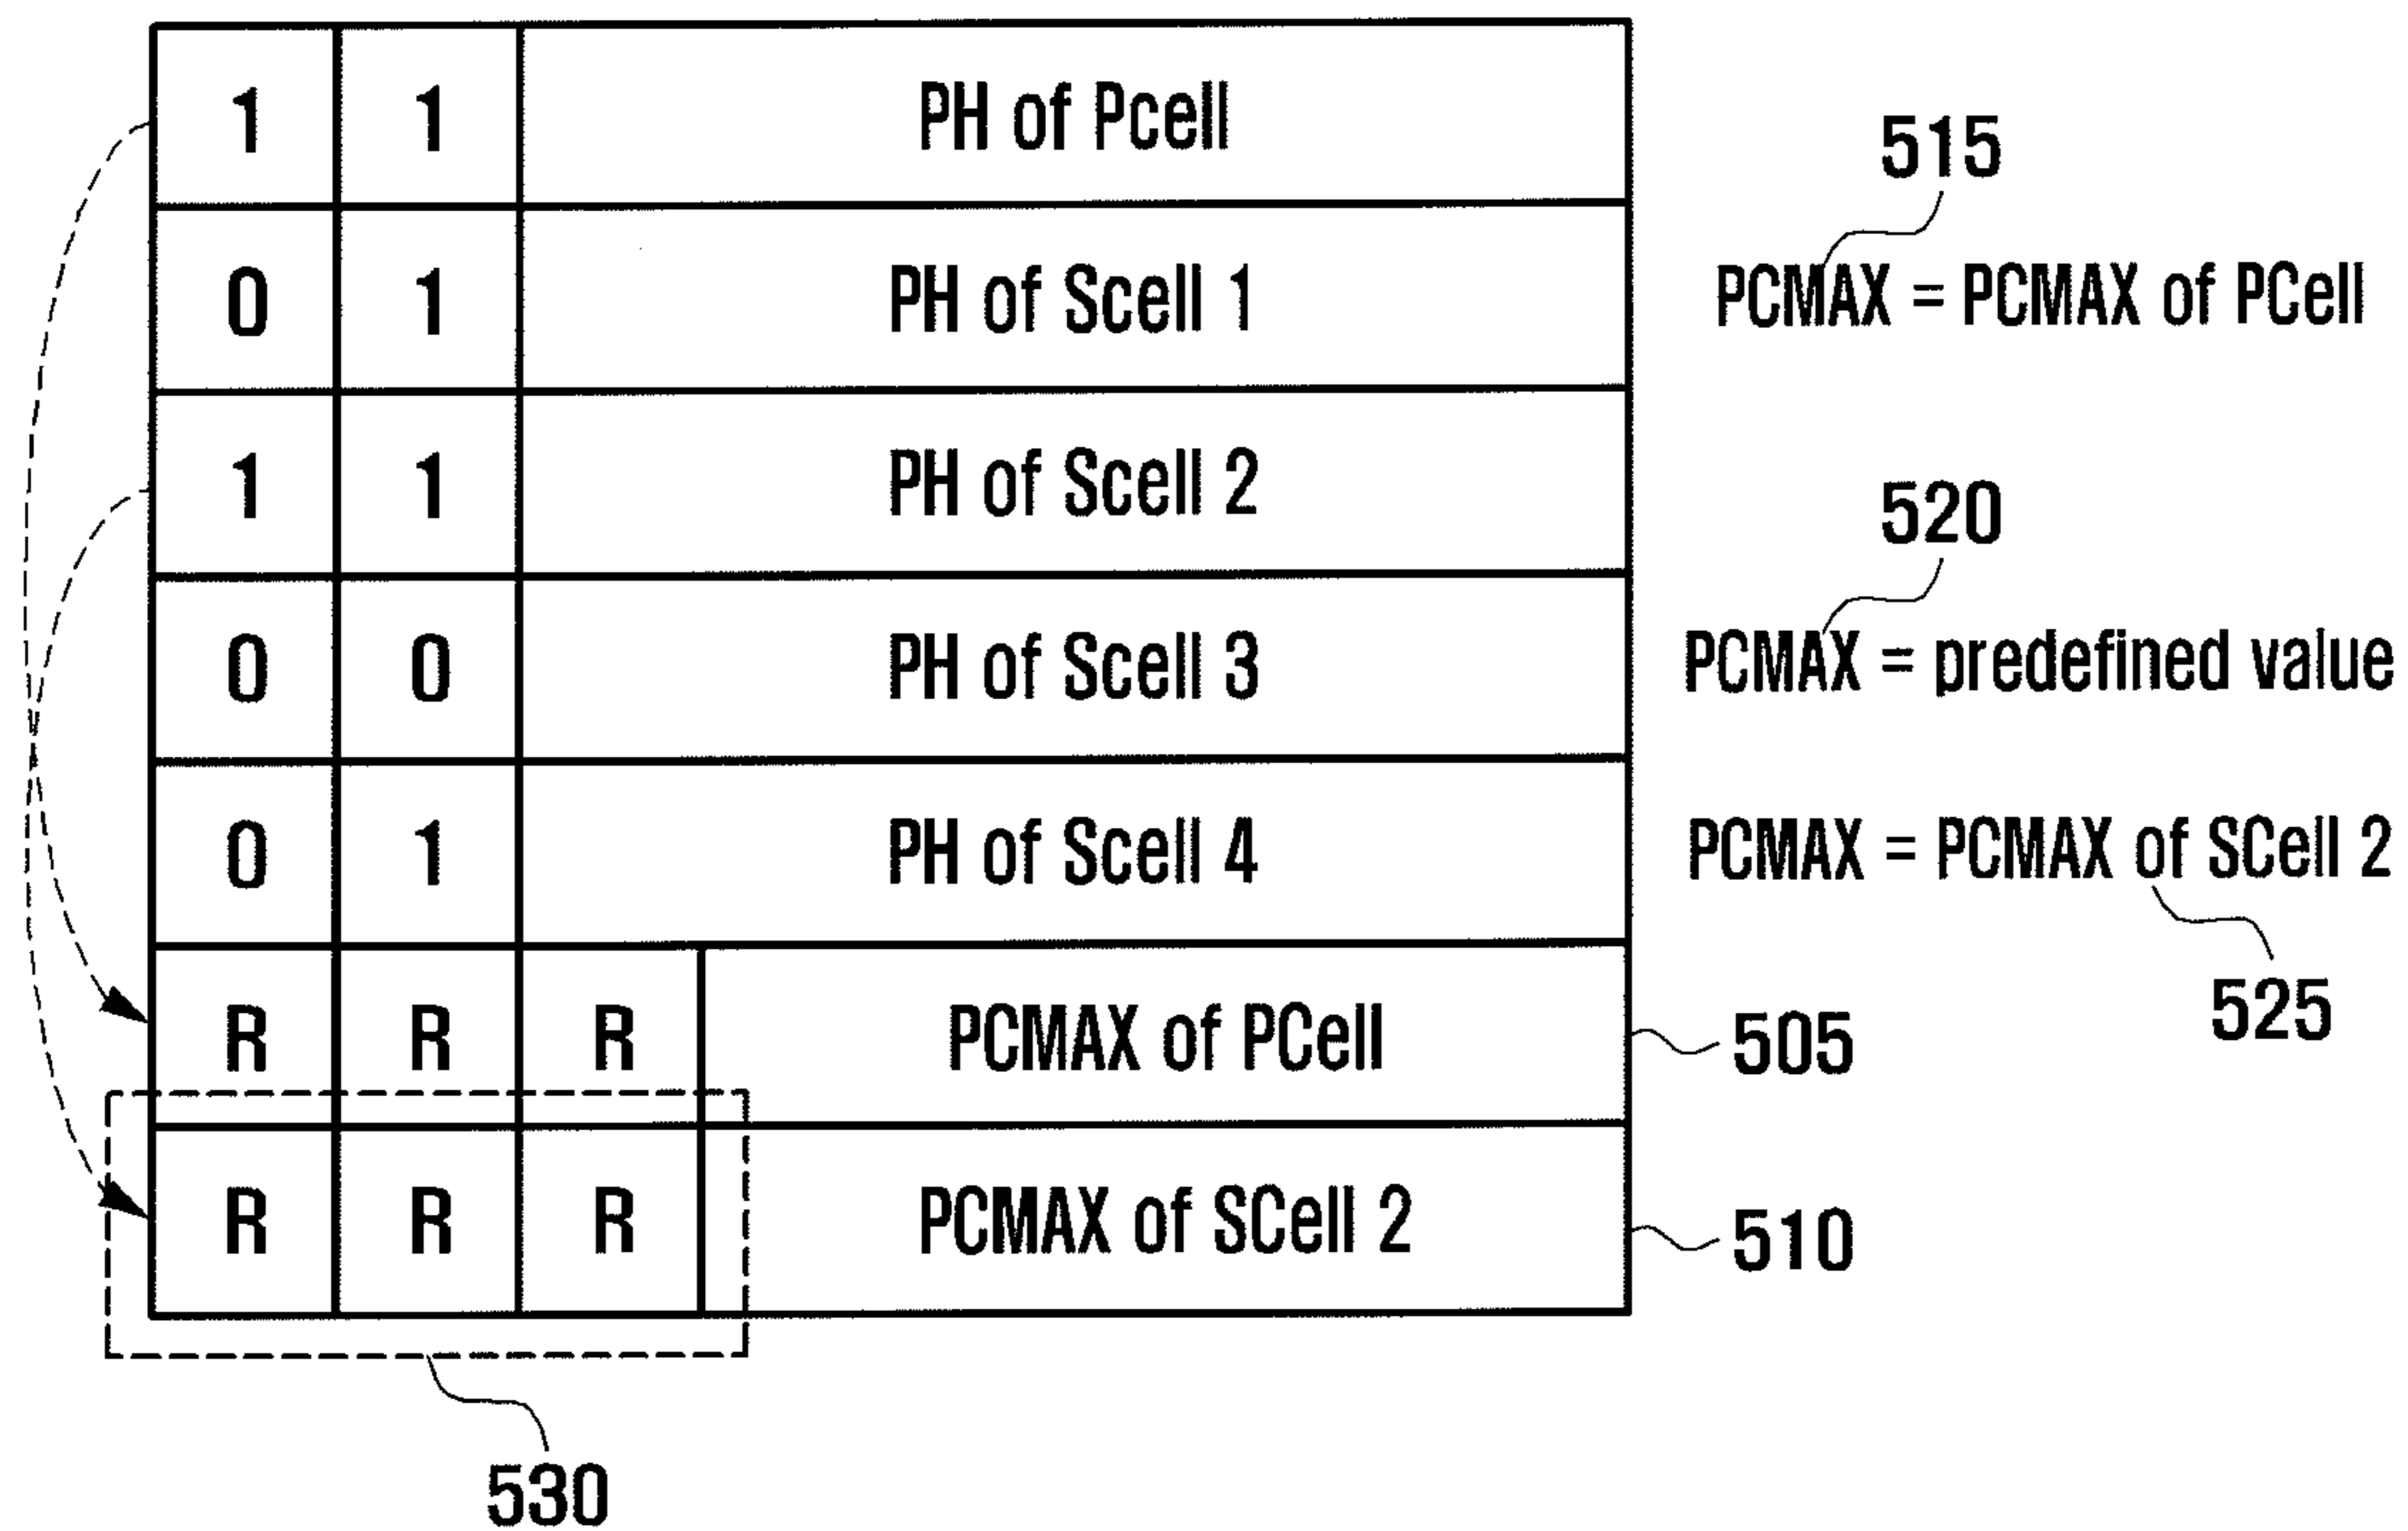 1 1 PH of Pcell
515
0 1 PH of Scell 1 PCMAX = PCMAX of PCell
1 1 PH of Scell 2
520
0 0 PH of Scell 3 PCMAX = predefined value
0 1 PH of Scell 4 PCMAX = PCMAX of SCell 2
525
R R R PCMAX of PCell 505
R R R PCMAX of SCell 2 510
530